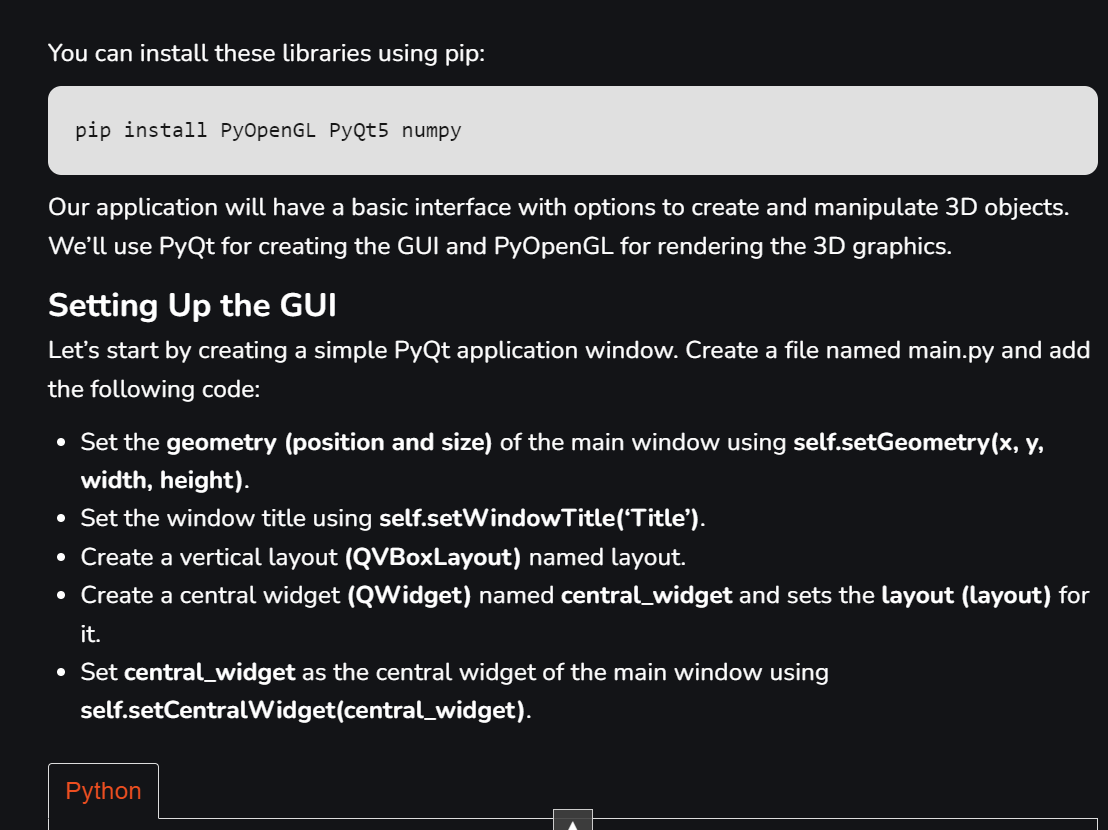 You can install these libraries using pip:
pip install PyOpenGL PyQt5 numpy
Our application will have a basic interface with options to create and manipulate 3D objects.
We’ll use PyQt for creating the GUI and PyOpenGL for rendering the 3D graphics.
Setting Up the GUI
Let’s start by creating a simple PyQt application window. Create a file named main.py and add
the following code:
• Set the geometry (position and size) of the main window using self.setGeometry(x, y,
width, height).
• Set the window title using self.setWindowTitle(‘Title’).
• Create a vertical layout (QVBoxLayout) named layout.
• Create a central widget (QWidget) named central_widget and sets the layout (layout) for
it.
• Set central_widget as the central widget of the main window using
self.setCentralWidget(central_widget).
Python